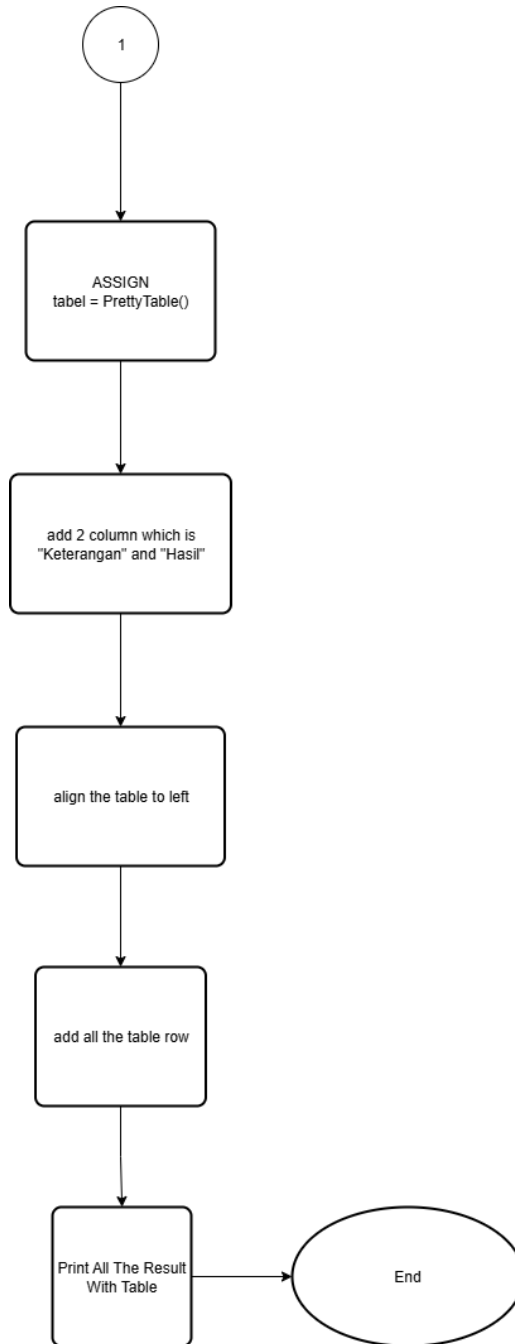 1
ASSIGN
tabel = PrettyTable()
add 2 column which is
"Keterangan" and "Hasil"
align the table to left
add all the table row
Print All The Result
With Table
End